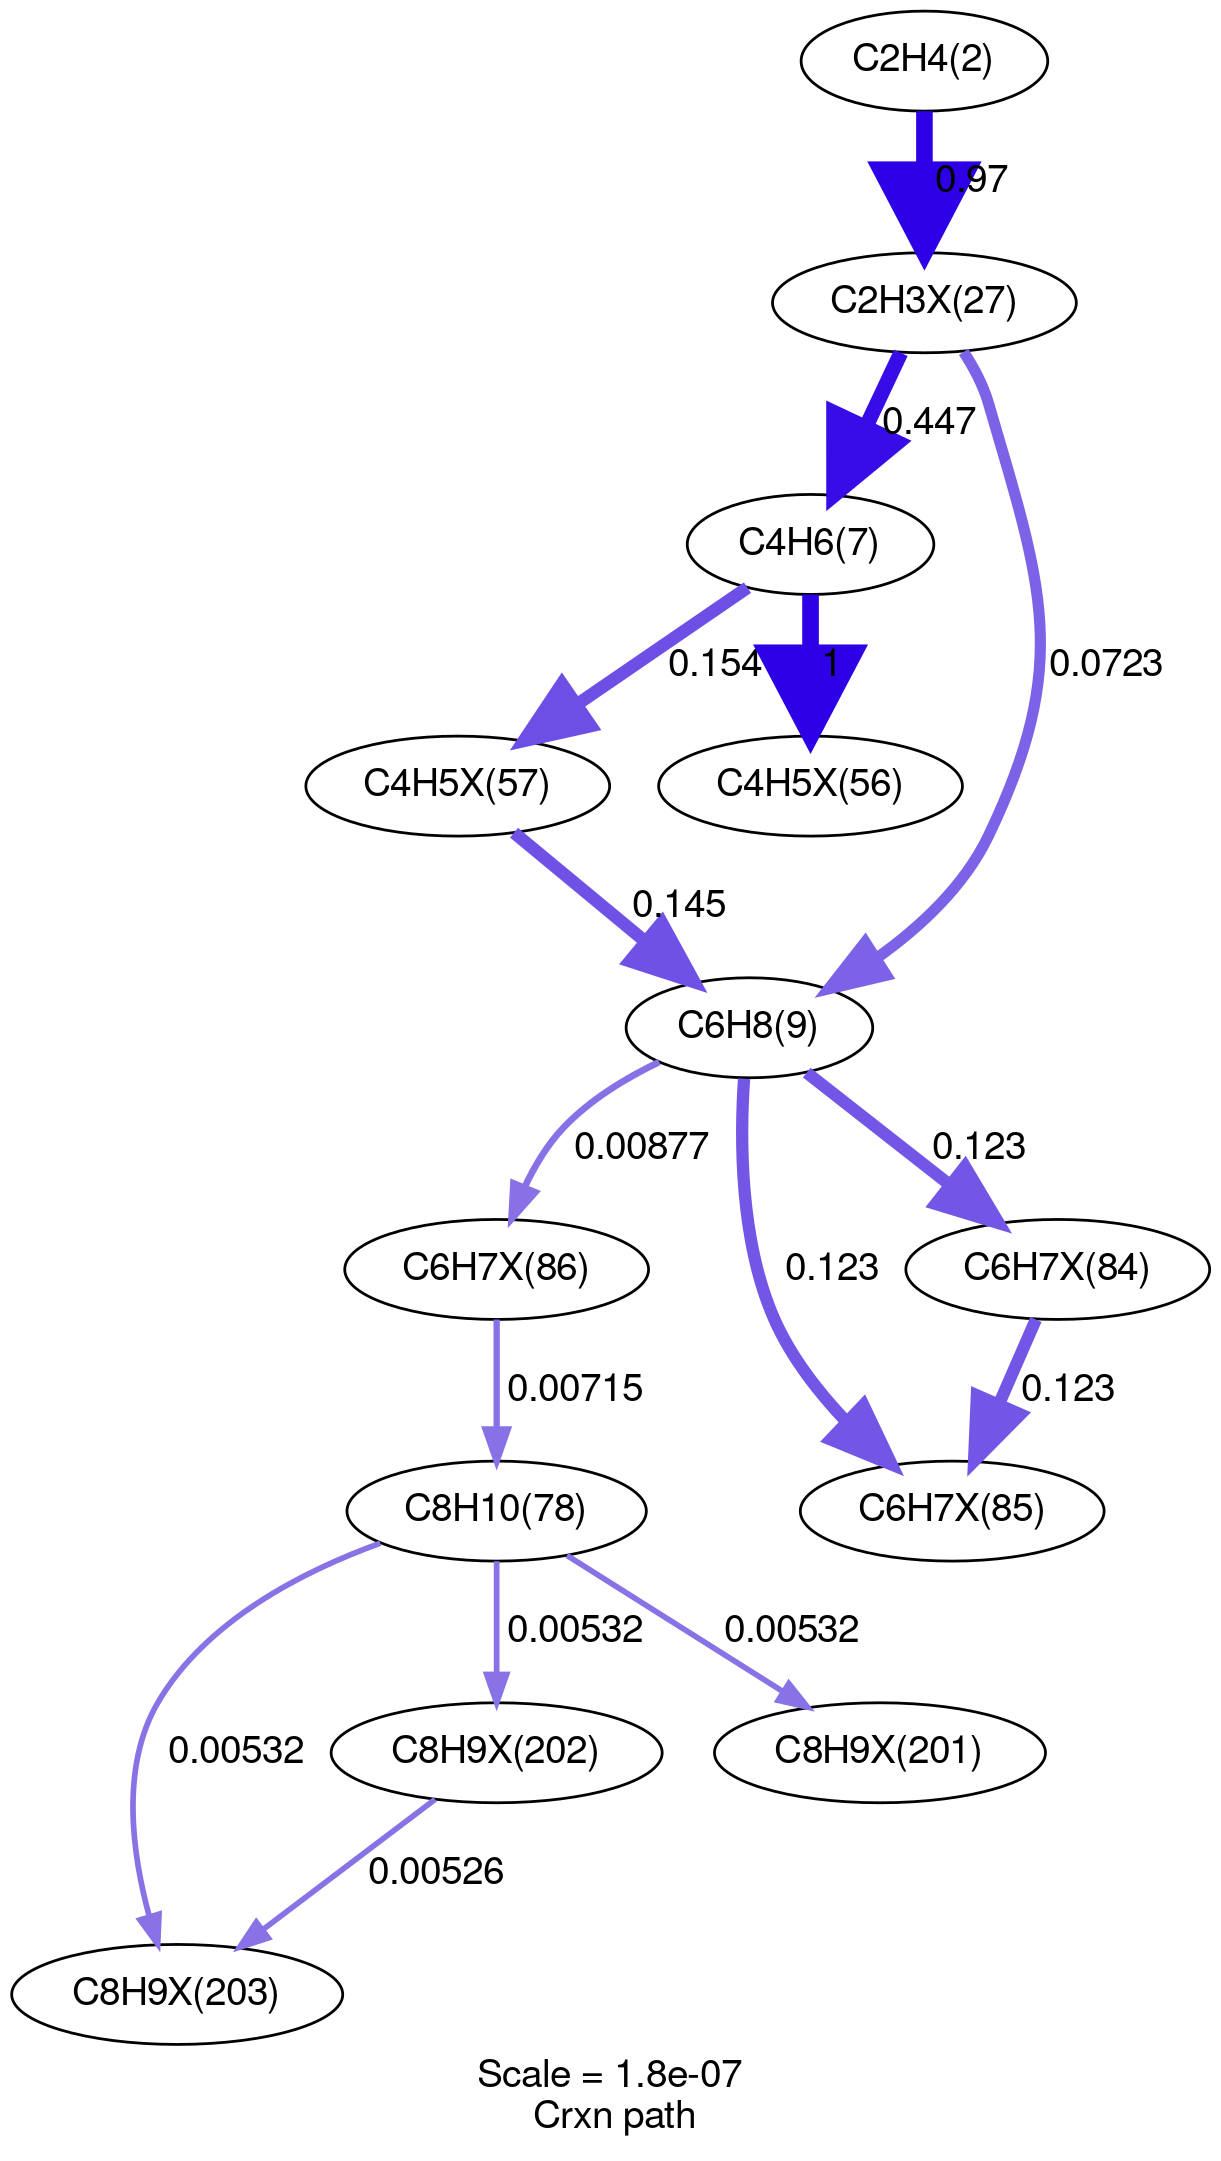 C2H4(2)
0.97
C2H3X(27)
0.447
C4H6(7)
0.154
1
0.0723
C4H5X(57)
C4H5X(56)
0.145
C6H8(9)
0.00877
0.123
0.123
C6H7X(86)
C6H7X(84)
0.00715
0.123
C8H10(78)
C6H7X(85)
0.00532
0.00532
0.00532
C8H9X(202)
C8H9X(201)
0.00526
C8H9X(203)
Scale = 1.8e-07
Crxn path